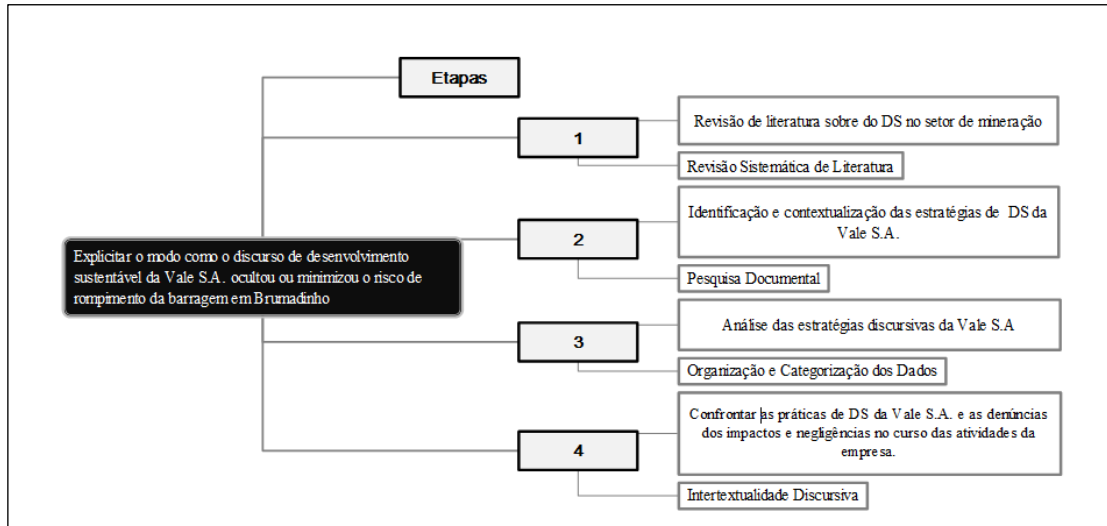 Etapas
1
Revisão de literatura sobre do DS no setor de mineração
Revisão Sistemática de Literatura
2
Identificação e contextualização das estratégias de DS da
Vale S.A.
Pesquisa Documental
Explicitar o modo como o discurso de desenvolvimento
sustentável da Vale S.A. ocultou ou minimizou o risco de
rompimento da barragem em Brumadinho
3
Análise das estratégias discursivas da Vale S.A
Organização e Categorização dos Dados
4
Confrontar as práticas de DS da Vale S.A. e as denúncias
dos impactos e negligências no curso das atividades da
empresa.
Intertextualidade Discursiva